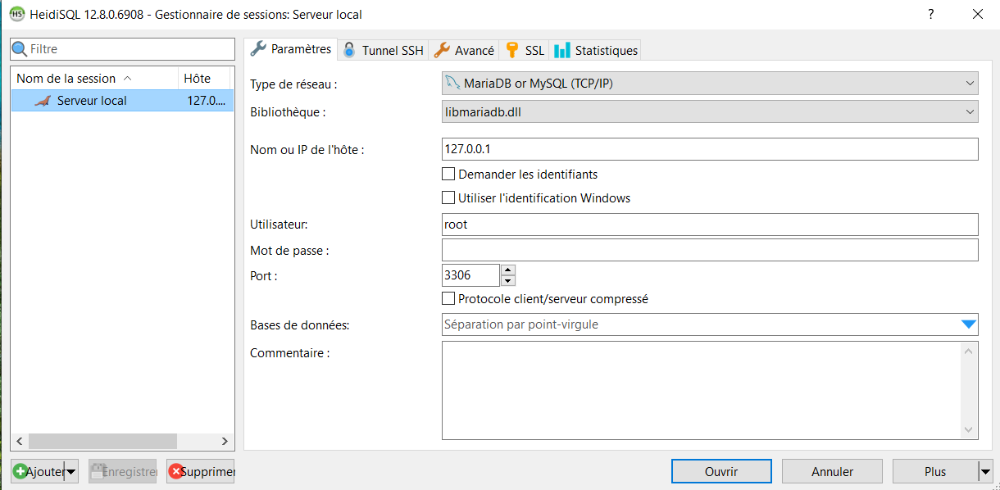 HeidiSQL 12.8.0.6908 - Gestionnaire de sessions: Serveur local
Filtre
Nom de la session Hôte
Serveur local 127.0....
Paramètres Tunnel SSH Avancé SSL Statistiques
Type de réseau : MariaDB or MySQL (TCP/IP)
Bibliothèque : libmariadb.dll
Nom ou IP de l'hôte : 127.0.0.1
Demander les identifiants
Utiliser l'identification Windows
Utilisateur: root
Mot de passe :
Port : 3306
Protocole client/serveur compressé
Bases de données: Séparation par point-virgule
Commentaire :
Ajouter Enregistrer Supprimer Ouvrir Annuler Plus